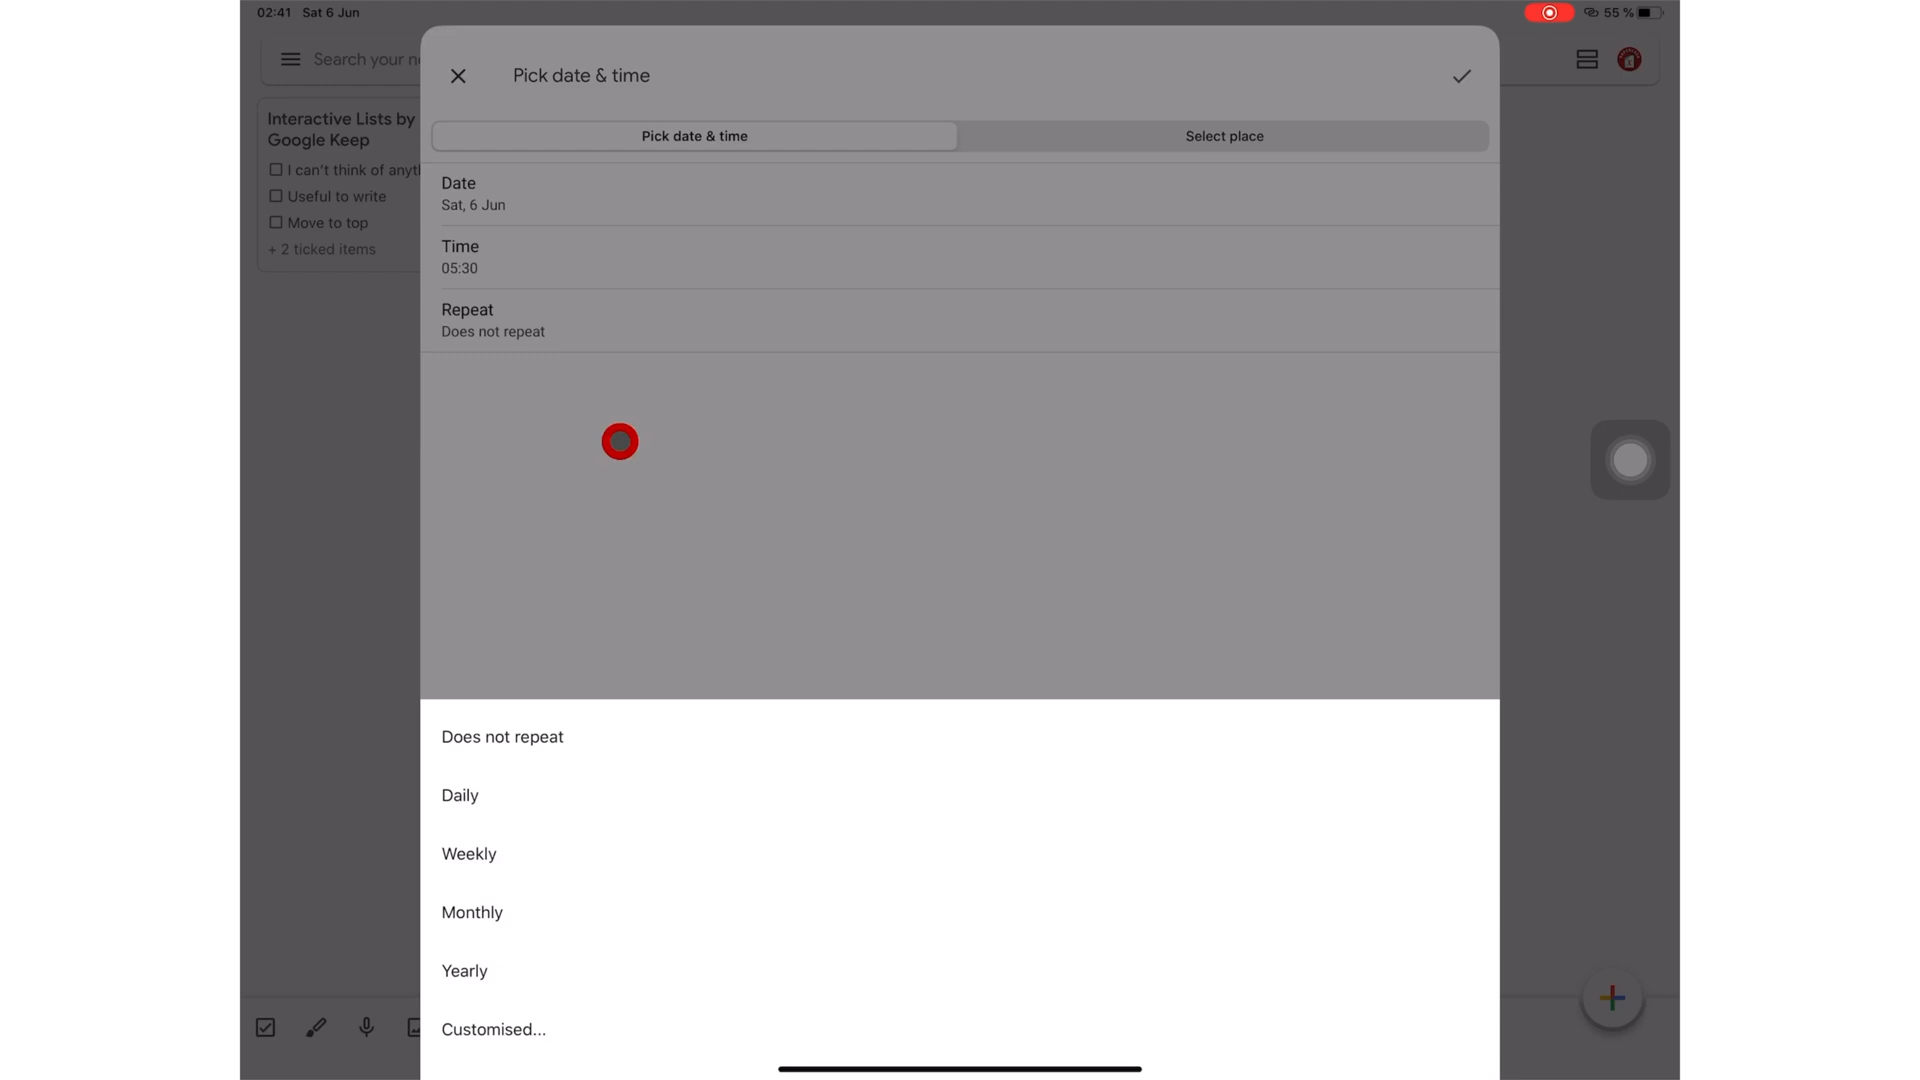 02:41 Sat 6 Jun
55 %
Search your n
Pick date & time
Interactive Lists by
Google Keep
I can't think of anyt
Useful to write
Move to top
+ 2 ticked items
Pick date & time
Select place
Date
Sat, 6 Jun
Time
05:30
Repeat
Does not repeat
Does not repeat
Daily
Weekly
Monthly
Yearly
Customised...